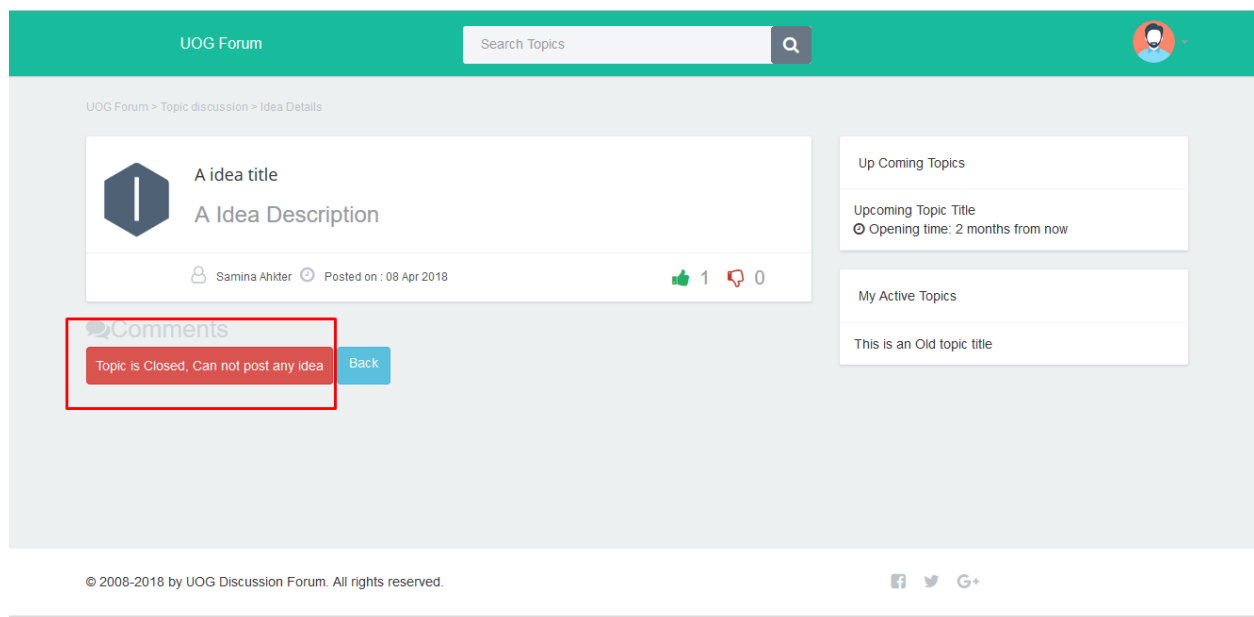 UOG Forum
Search Topics
UOG Forum > Topic discussion > Idea Details
I
A idea title
A Idea Description
Samina Ahkter Posted on : 08 Apr 2018
1 0
Comments
Topic is Closed, Can not post any idea
Back
Up Coming Topics
Upcoming Topic Title
Opening time: 2 months from now
My Active Topics
This is an Old topic title
© 2008-2018 by UOG Discussion Forum. All rights reserved.
G+